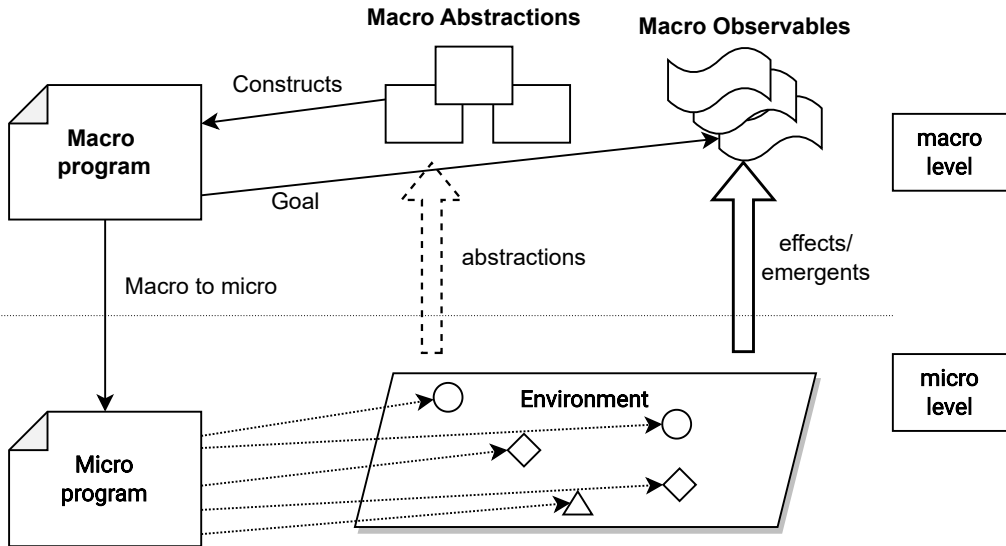 Macro Abstractions
Macro Observables
Constructs
Macro
program
macro
level
Goal
abstractions
effects/
emergents
Macro to micro
micro
level
Environment
Micro
program